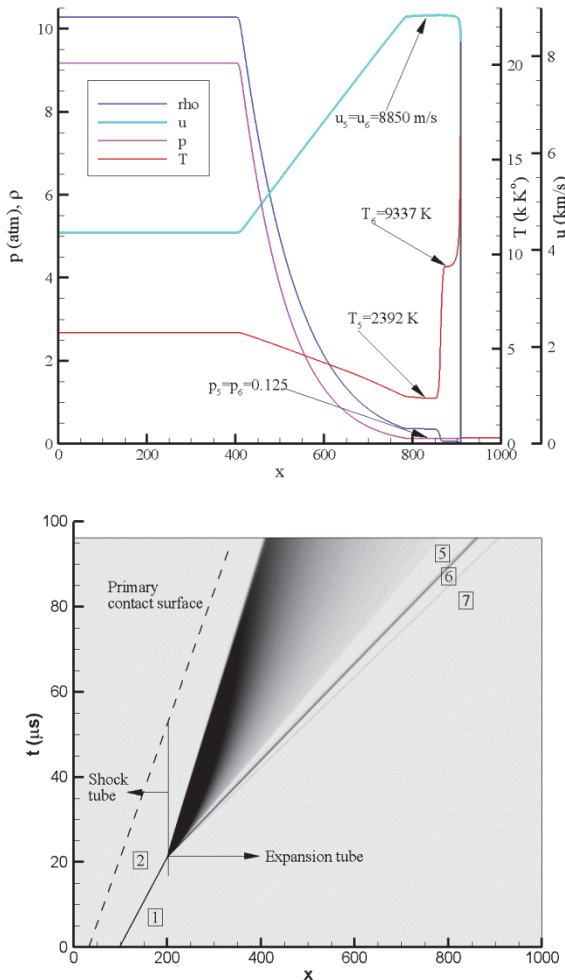 10
8
6
4
2
0
p (atm), ρ
rho
u
p
T
u₅=u₆=8850 m/s
T₆=9337 K
T₅=2392 K
p₅=p₆=0.125
20
15
10
5
0
T (k K°)
8
6
4
2
0
u (km/s)
0 200 400 600 800 1000
x
100
80
60
40
20
0
t (μs)
Primary
contact surface
5
6
7
Shock
tube
2
Expansion tube
1
0 200 400 600 800 1000
x